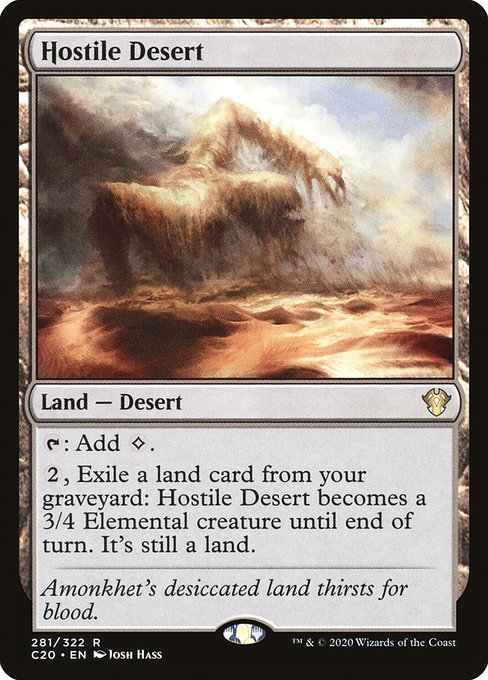 Hostile Desert
Land — Desert
: Add .
2, Exile a land card from your
graveyard: Hostile Desert becomes a
3/4 Elemental creature until end of
turn. It's still a land.
Amonkhet's desiccated land thirsts for
blood.
281/322 R
C20 • EN Josh Hass
™ & © 2020 Wizards of the Coast